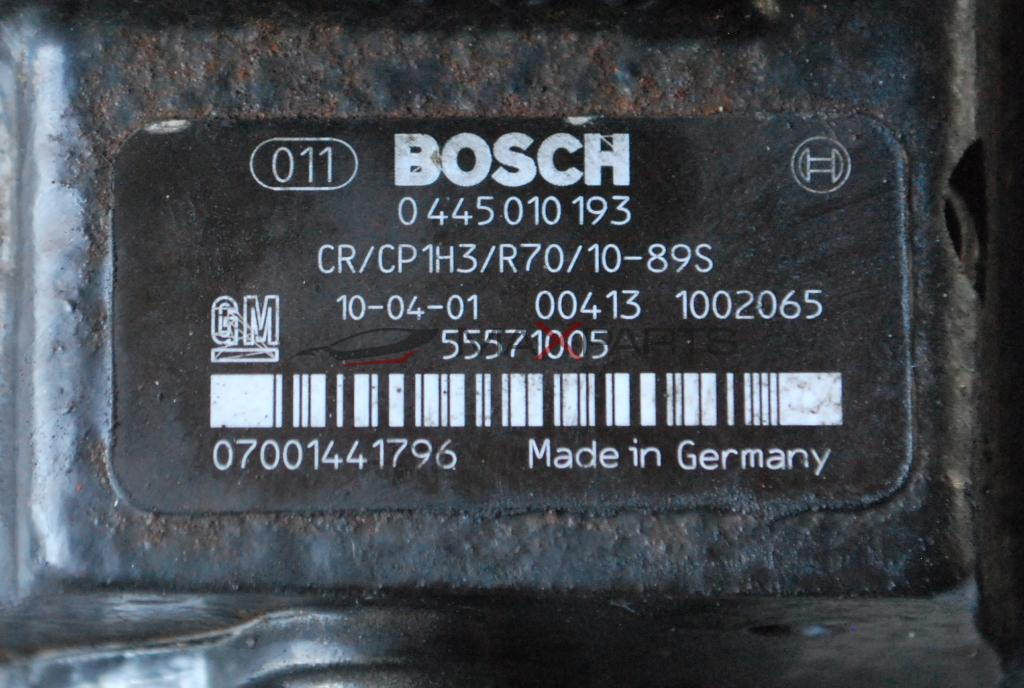 011 BOSCH
0 445 010 193
CR/CP1H3/R70/10-89S
GM 10-04-01 00413 1002065
55571005
MAXPARTS
07001441796 Made in Germany